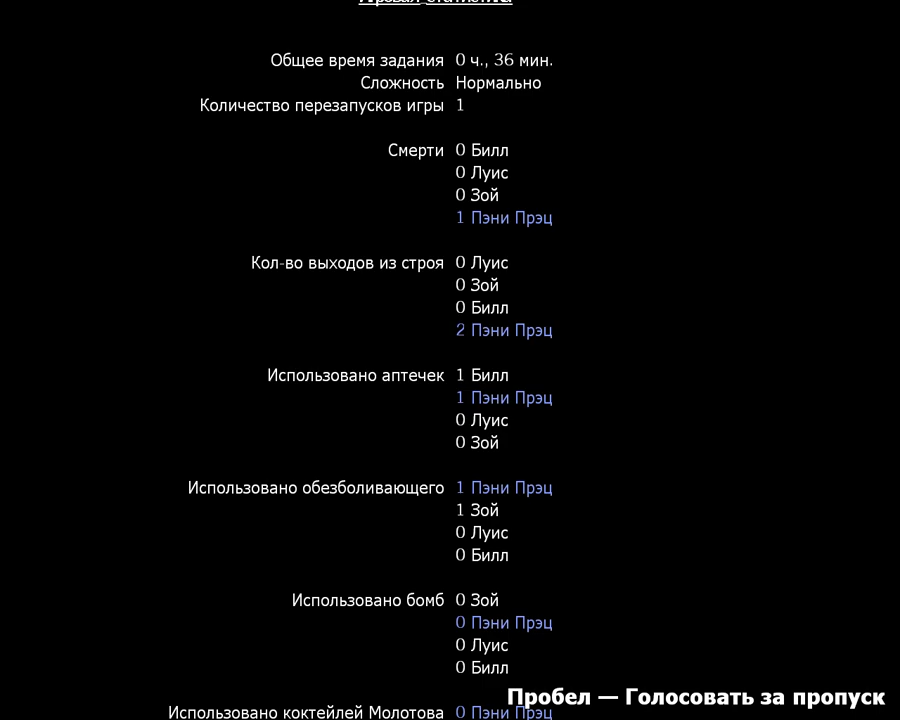 Общее время задания 0 ч., 36 мин.
Сложность Нормально
Количество перезапусков игры 1
Смерти 0 Билл
0 Луис
0 Зой
1 Пэни Прэц
Кол-во выходов из строя 0 Луис
0 Зой
0 Билл
2 Пэни Прэц
Использовано аптечек 1 Билл
1 Пэни Прэц
0 Луис
0 Зой
Использовано обезболивающего 1 Пэни Прэц
1 Зой
0 Луис
0 Билл
Использовано бомб 0 Зой
0 Пэни Прэц
0 Луис
0 Билл
Пробел — Голосовать за пропуск
Использовано коктейлей Молотова 0 Пэни Прэц